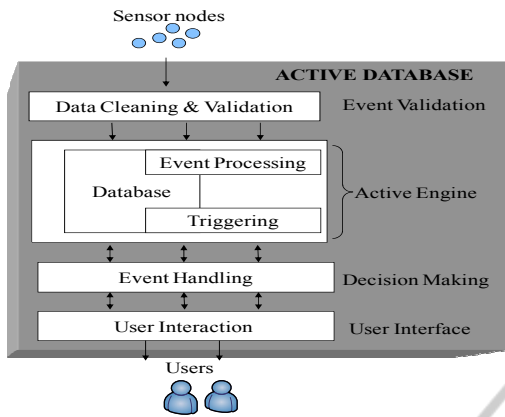 Sensor nodes
ACTIVE DATABASE
Data Cleaning & Validation
Event Validation
Event Processing
Database
Active Engine
Triggering
Event Handling
Decision Making
User Interaction
User Interface
Users